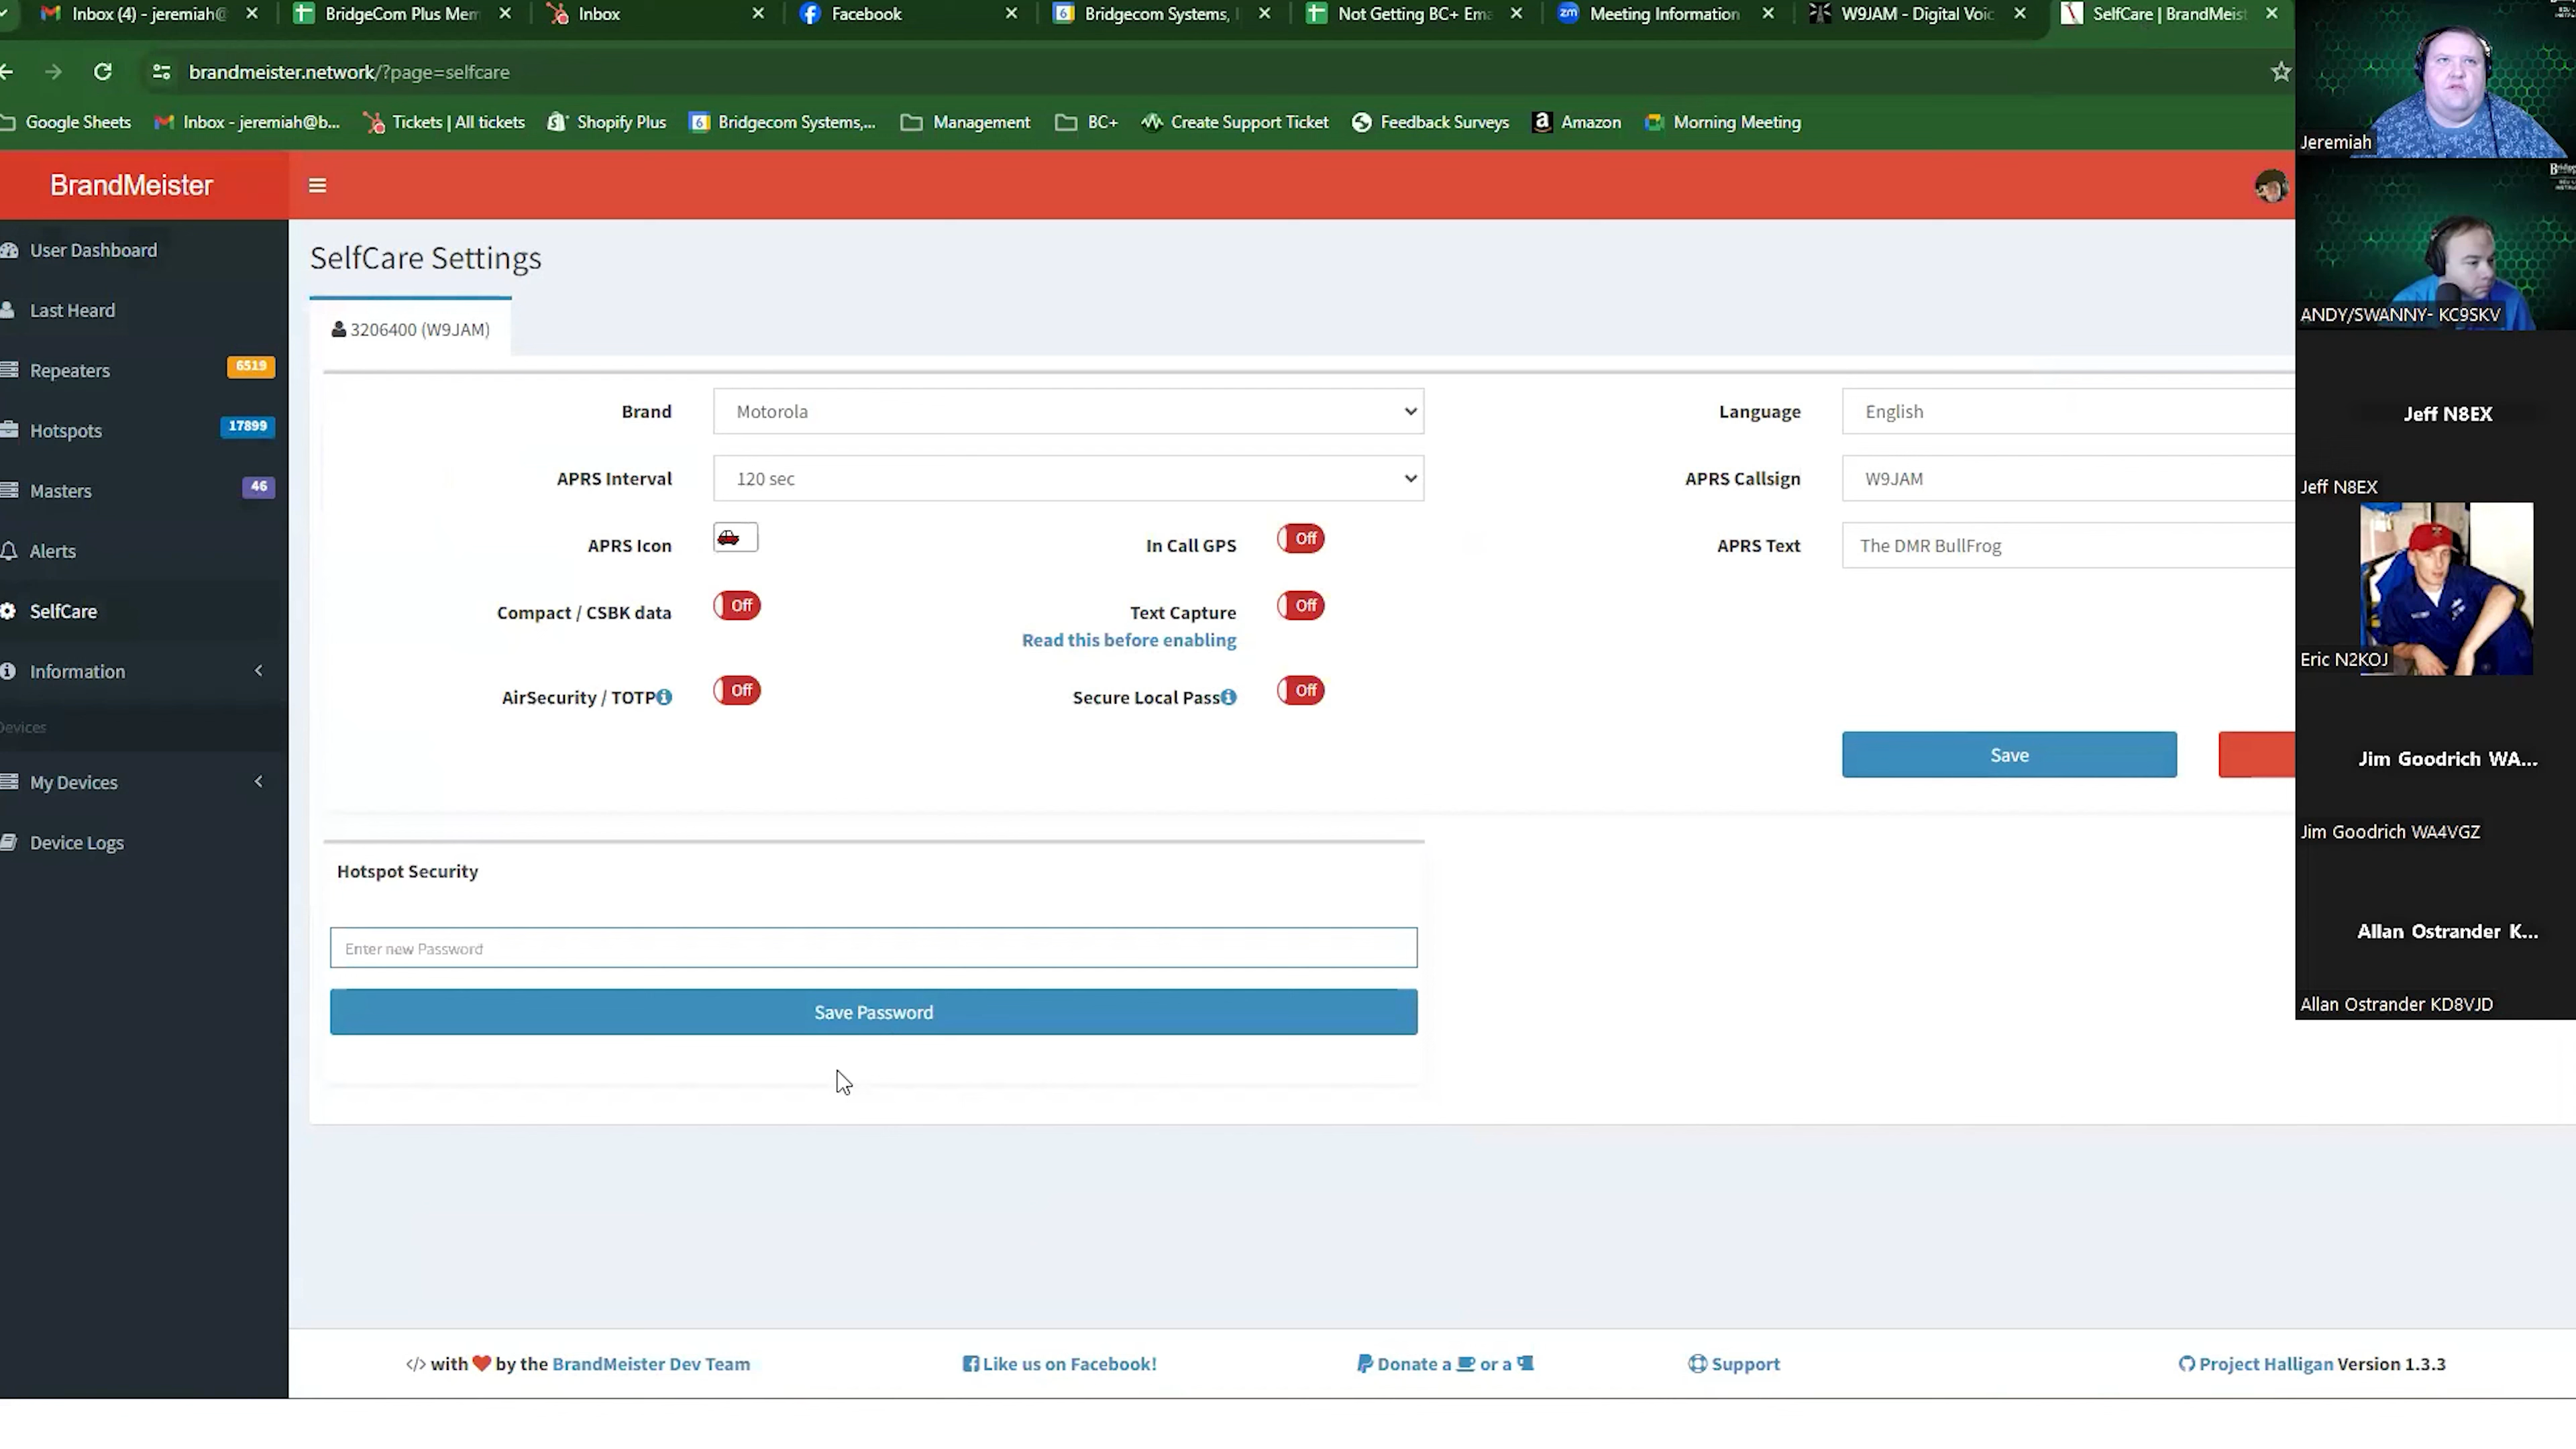 Inbox (4) - jeremiah@
BridgeCom Plus Mem
Inbox
Facebook
Bridgecom Systems,
Not Getting BC+ Ema
Meeting Information
W9JAM - Digital Voic
SelfCare | BrandMeist
brandmeister.network/?page=selfcare
Google Sheets
Inbox - jeremiah@b...
Tickets | All tickets
Shopify Plus
Bridgecom Systems,...
Management
BC+
Create Support Ticket
Feedback Surveys
Amazon
Morning Meeting
BrandMeister
User Dashboard
Last Heard
Repeaters 6519
Hotspots 17899
Masters 46
Alerts
SelfCare
Information
Devices
My Devices
Device Logs
SelfCare Settings
3206400 (W9JAM)
Brand Motorola
Language English
APRS Interval 120 sec
APRS Callsign W9JAM
APRS Icon
In Call GPS Off
APRS Text The DMR BullFrog
Compact / CSBK data Off
Text Capture Off
Read this before enabling
AirSecurity / TOTP Off
Secure Local Pass Off
Save
Hotspot Security
Enter new Password
Save Password
</> with by the BrandMeister Dev Team
Like us on Facebook!
Donate a or a
Support
Project Halligan Version 1.3.3
Jeremiah
ANDY/SWANNY- KC9SKV
Jeff N8EX
Jeff N8EX
Eric N2KOJ
Jim Goodrich WA...
Jim Goodrich WA4VGZ
Allan Ostrander K...
Allan Ostrander KD8VJD